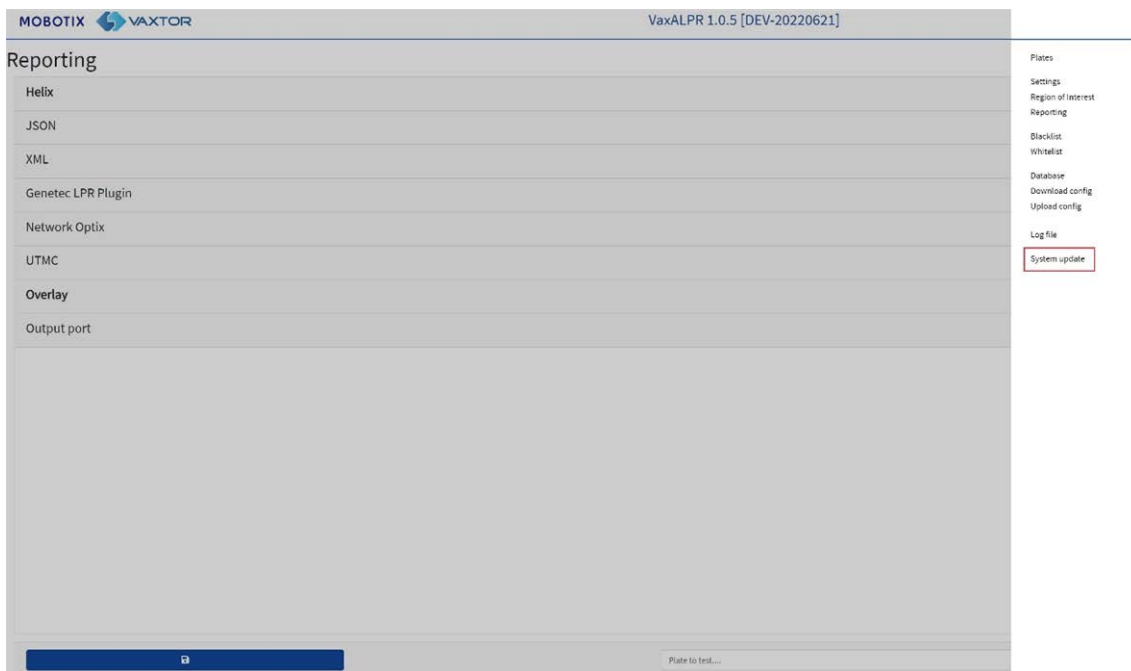 MOBOTIX VAXTOR VaxALPR 1.0.5 [DEV-20220621]
Reporting
Helix
JSON
XML
Genetec LPR Plugin
Network Optix
UTMC
Overlay
Output port
Plate to test....
Plates
Settings
Region of Interest
Reporting
Blacklist
Whitelist
Database
Download config
Upload config
Log file
System update